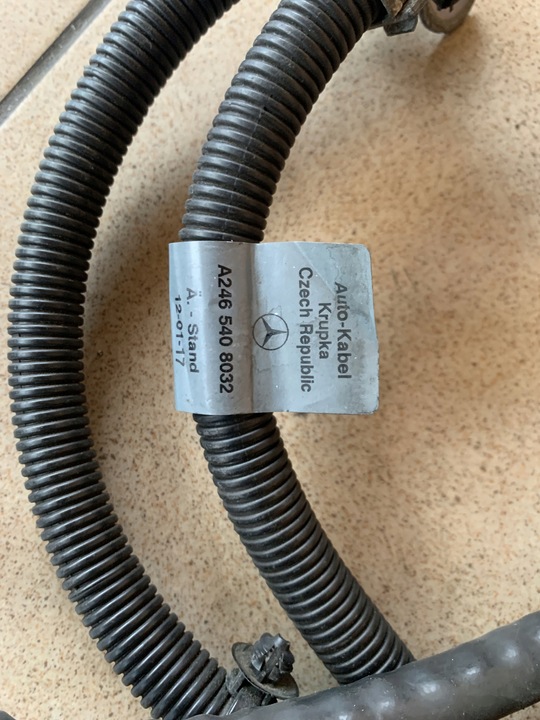 Auto-Kabel
Krupka
Czech Republic
A246 540 8032
Ä. - Stand
12-01-17